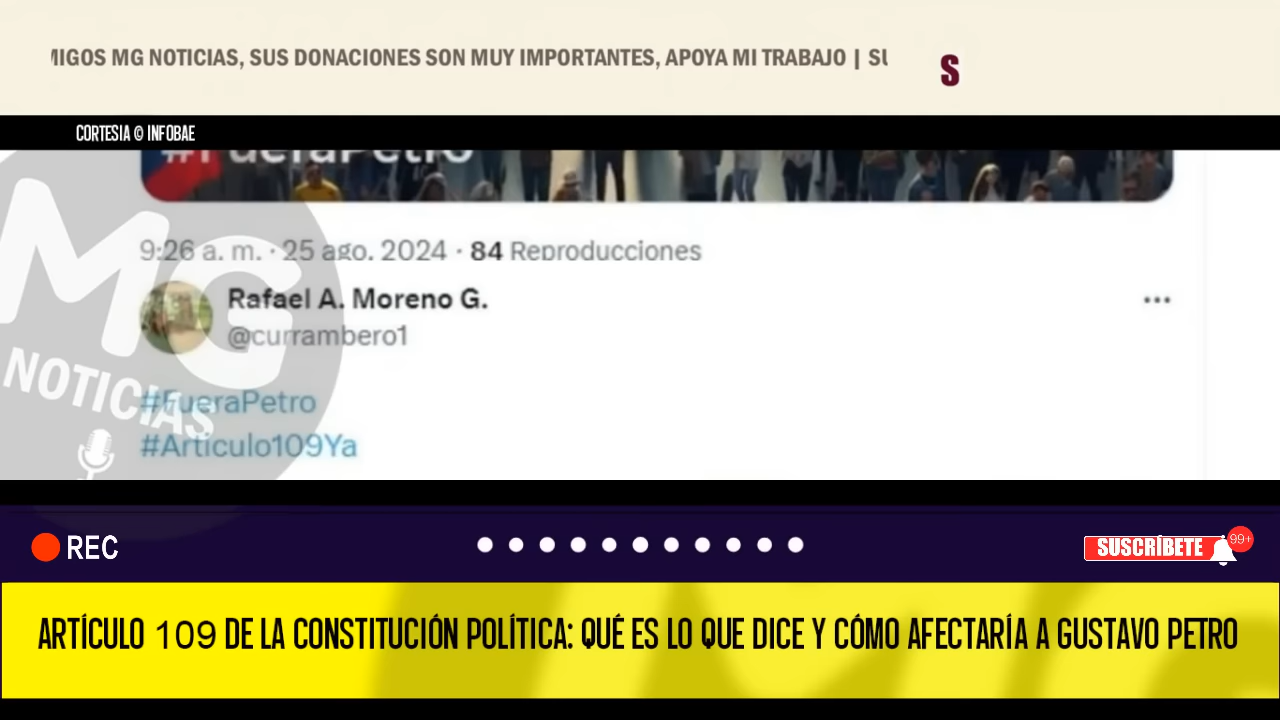 MIGOS MG NOTICIAS, SUS DONACIONES SON MUY IMPORTANTES, APOYA MI TRABAJO | SU
S
CORTESIA © INFOBAE
#FueraPetro
9:26 a. m. · 25 ago. 2024 · 84 Reproducciones
Rafael A. Moreno G.
@currambero1
#FueraPetro
#Articulo109Ya
MG
NOTICIAS
REC
SUSCRÍBETE
99+
ARTÍCULO 109 DE LA CONSTITUCIÓN POLÍTICA: QUÉ ES LO QUE DICE Y CÓMO AFECTARÍA A GUSTAVO PETRO